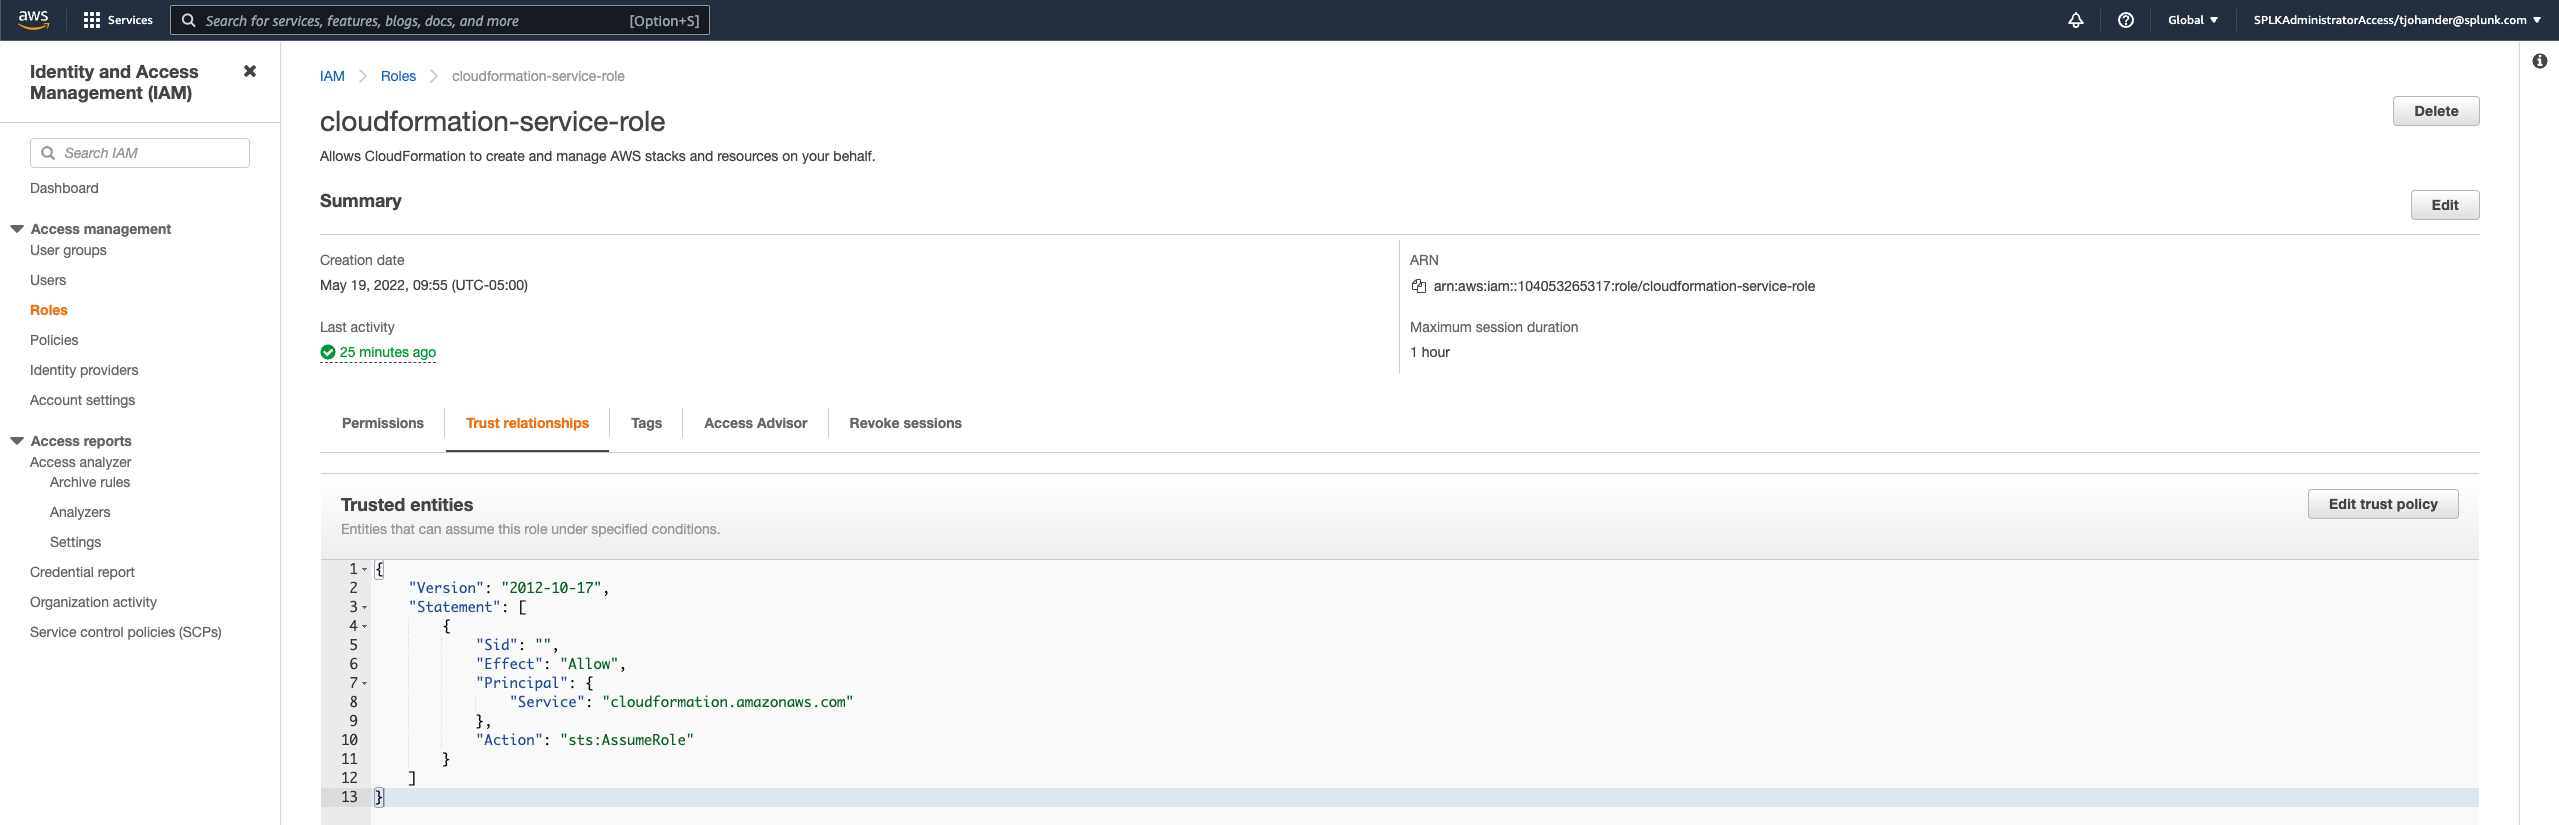 aws
Services
Search for services, features, blogs, docs, and more
[Option+S]
Global
SPLKAdministratorAccess/tjohander@splunk.com
Identity and Access
Management (IAM)
Search IAM
Dashboard
Access management
User groups
Users
Roles
Policies
Identity providers
Account settings
Access reports
Access analyzer
Archive rules
Analyzers
Settings
Credential report
Organization activity
Service control policies (SCPs)
IAM
Roles
cloudformation-service-role
cloudformation-service-role
Delete
Allows CloudFormation to create and manage AWS stacks and resources on your behalf.
Summary
Edit
Creation date
May 19, 2022, 09:55 (UTC-05:00)
ARN
arn:aws:iam::104053265317:role/cloudformation-service-role
Last activity
25 minutes ago
Maximum session duration
1 hour
Permissions
Trust relationships
Tags
Access Advisor
Revoke sessions
Trusted entities
Entities that can assume this role under specified conditions.
Edit trust policy
1 {
2 "Version": "2012-10-17",
3 "Statement": [
4 {
5 "Sid": "",
6 "Effect": "Allow",
7 "Principal": {
8 "Service": "cloudformation.amazonaws.com"
9 },
10 "Action": "sts:AssumeRole"
11 }
12 ]
13 }